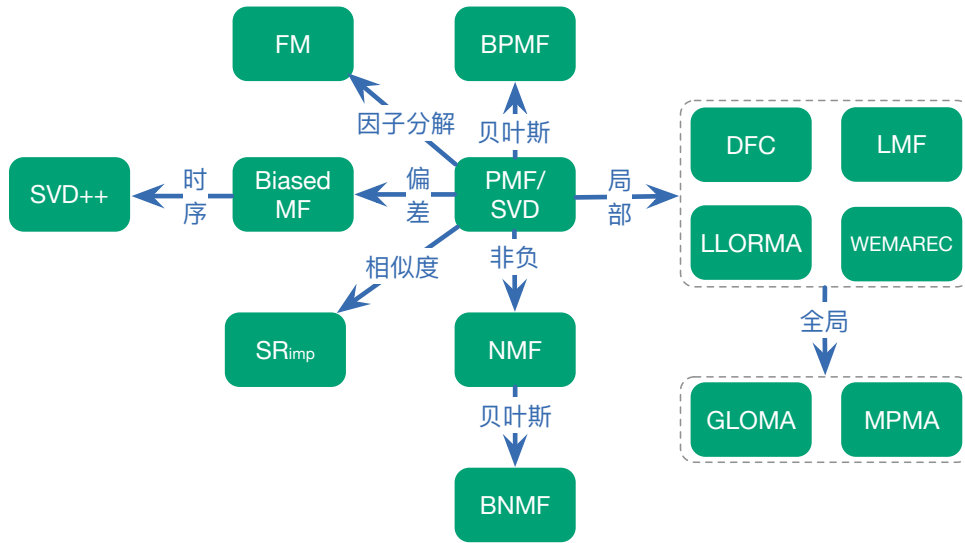 FM
BPMF
因子分解
贝叶斯
DFC
LMF
SVD++
时
序
Biased
MF
偏
差
PMF/
SVD
局
部
LLORMA
WEMAREC
相似度
非负
全局
SRimp
NMF
贝叶斯
GLOMA
MPMA
BNMF